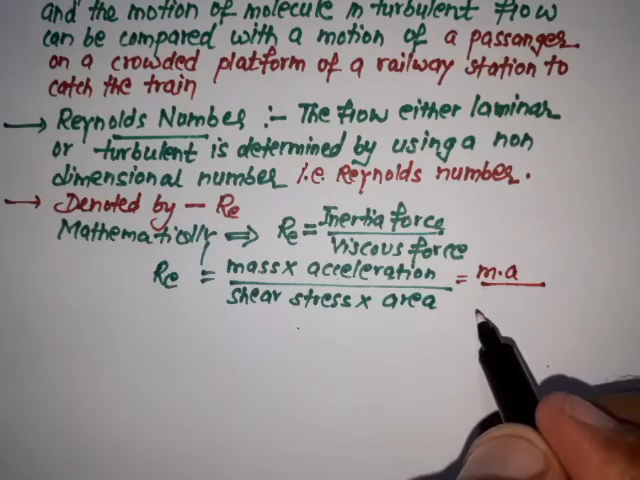 and the motion of molecule in turbulent flow
can be compared with a motion of a passanger
on a crowded platform of a railway station to
catch the train
→ Reynolds Number :- The flow either laminar
or turbulent is determined by using a non
dimensional number i.e. Reynolds number.
→ Denoted by - Re
Mathematically ⇒ Re = Inertia force / Viscous force
Re = mass x acceleration / shear stress x area = m.a